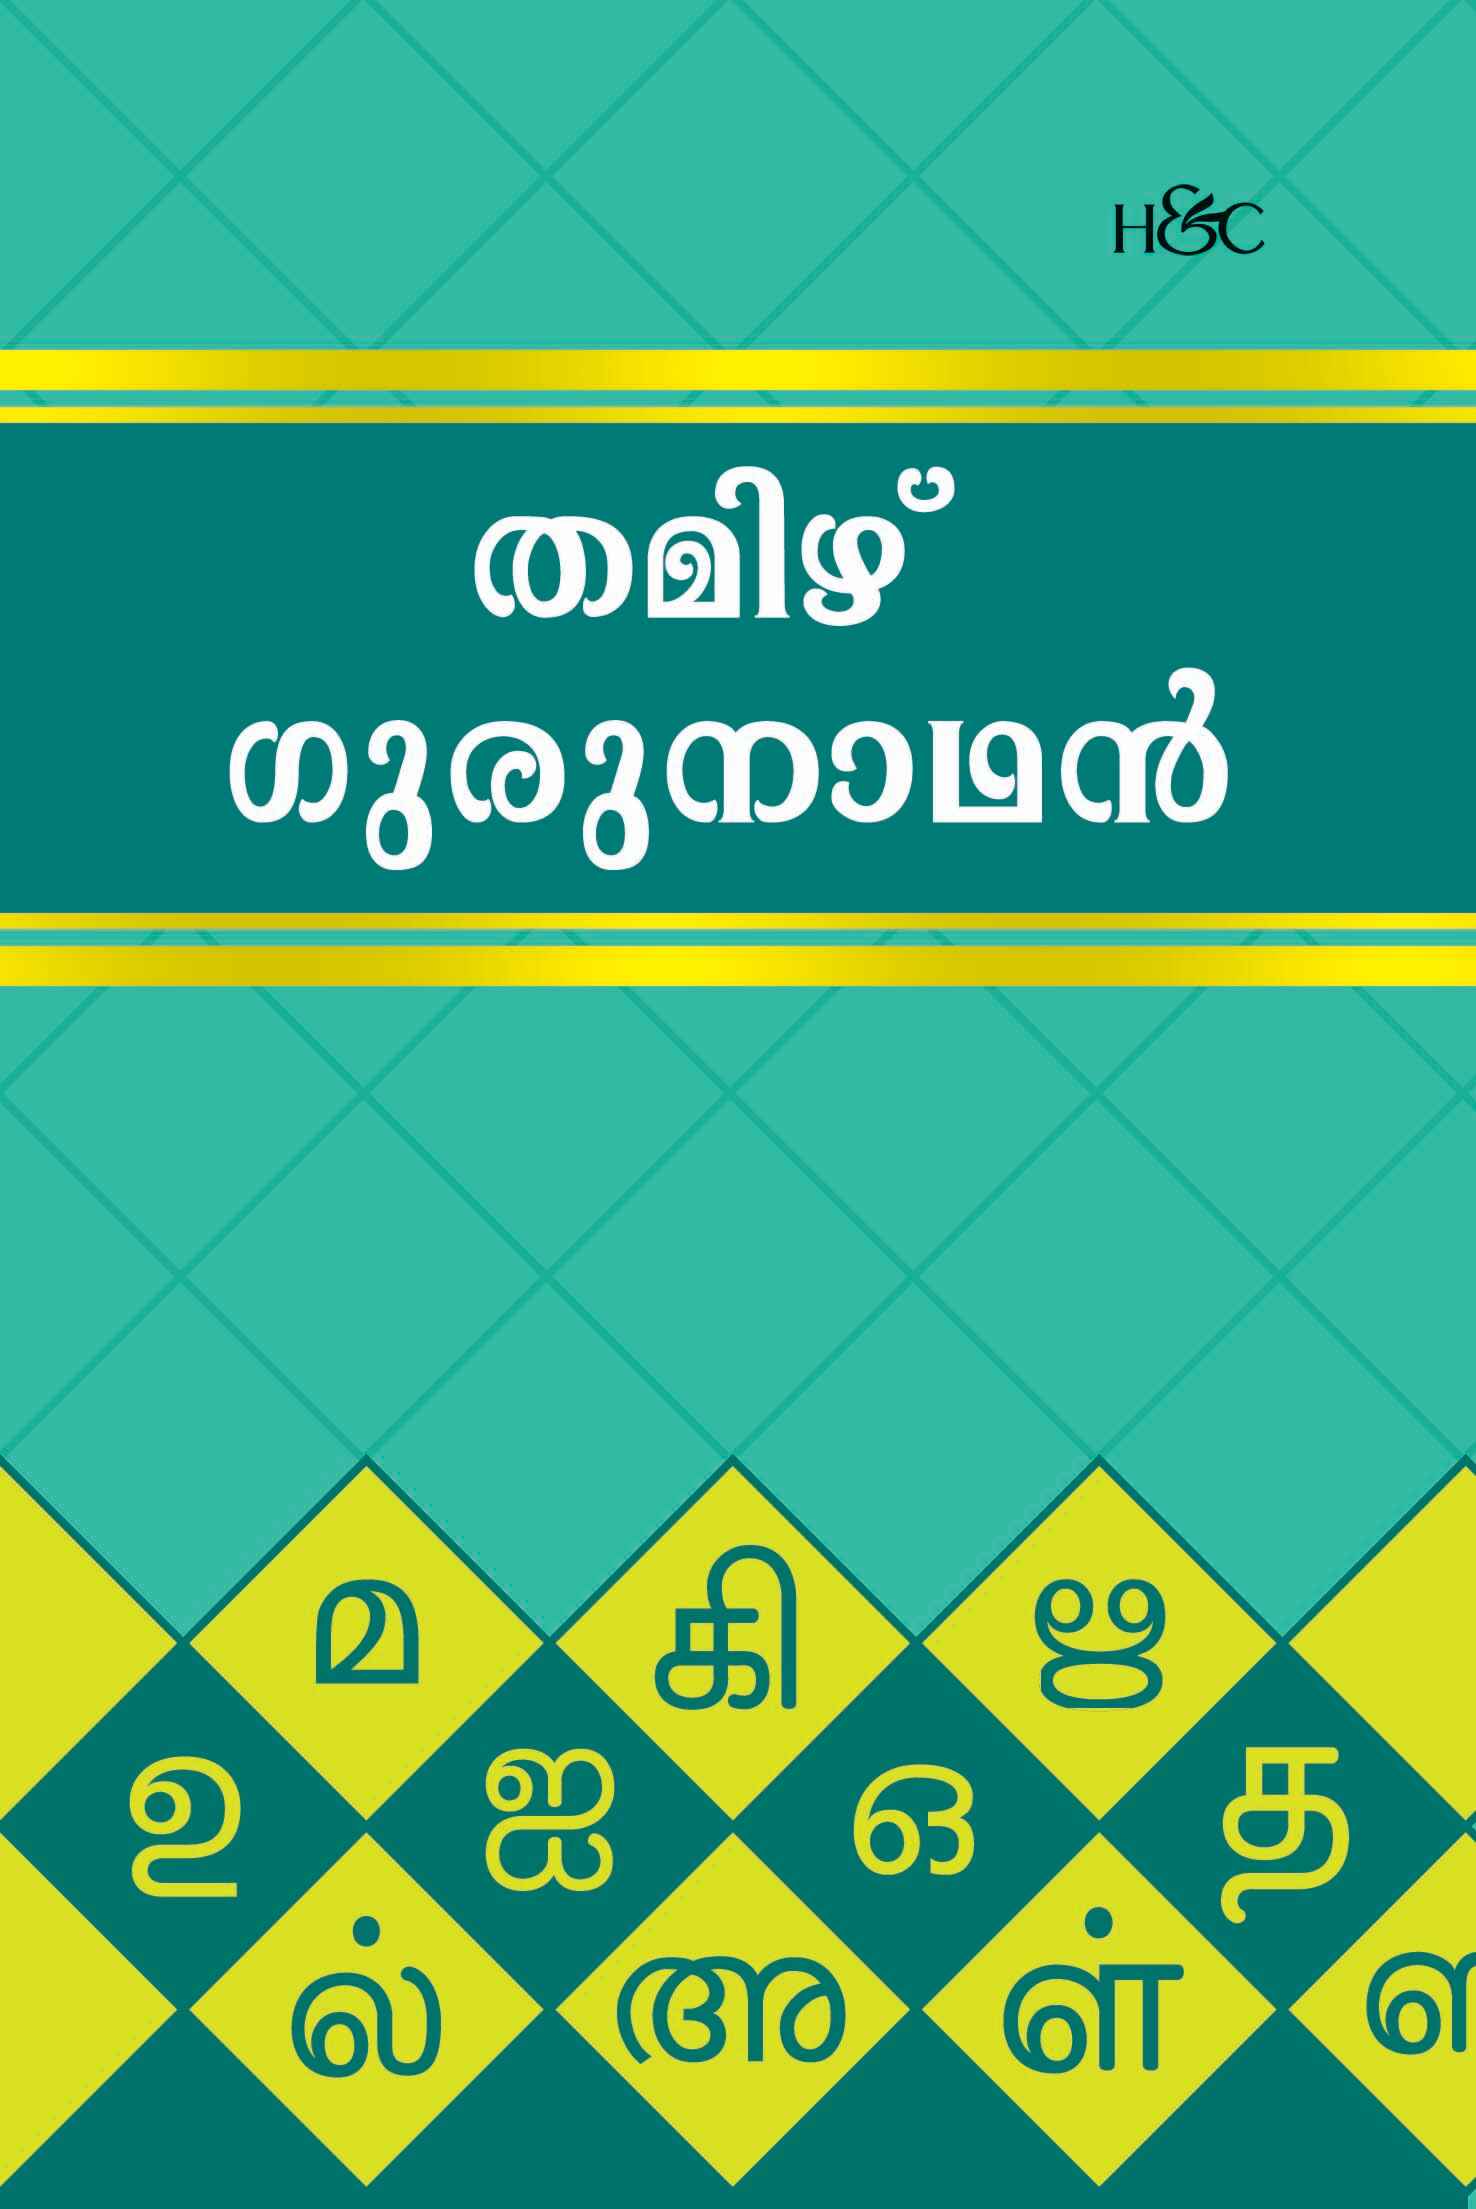 H&C
തമിഴ്
ഗുരുനാഥൻ
മ കി ஐ
உ ஜ ഒ த
ல் അ ள்